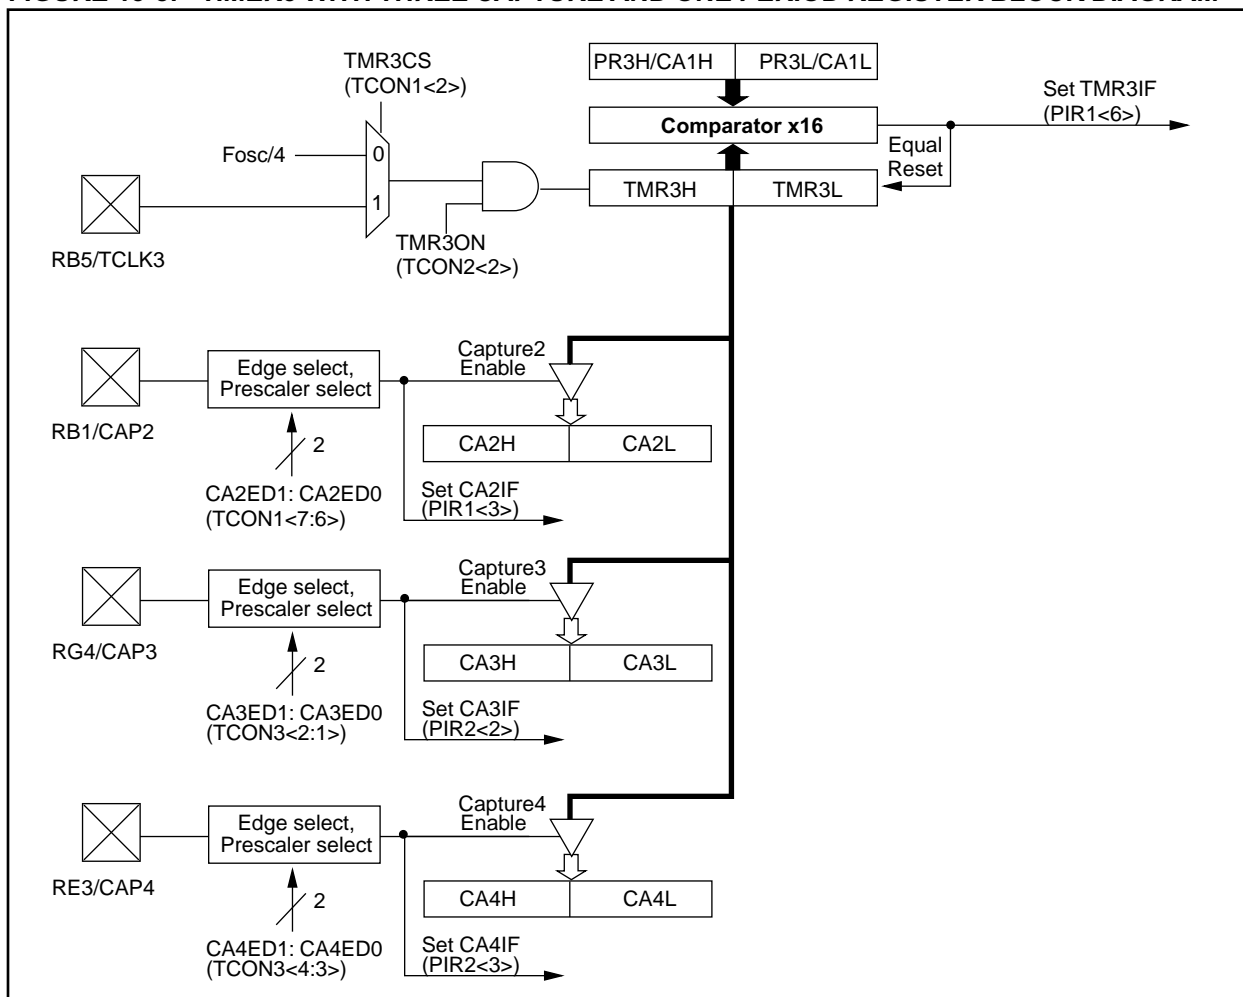 TMR3CS
(TCON1<2>)
PR3H/CA1H PR3L/CA1L
Set TMR3IF
(PIR1<6>)
Comparator x16
Fosc/4
0
Equal
Reset
1
TMR3H TMR3L
RB5/TCLK3
TMR3ON
(TCON2<2>)
Capture2
Enable
Edge select,
Prescaler select
RB1/CAP2
2
CA2H CA2L
CA2ED1: CA2ED0
(TCON1<7:6>)
Set CA2IF
(PIR1<3>)
Capture3
Enable
Edge select,
Prescaler select
RG4/CAP3
2
CA3H CA3L
CA3ED1: CA3ED0
(TCON3<2:1>)
Set CA3IF
(PIR2<2>)
Capture4
Enable
Edge select,
Prescaler select
RE3/CAP4
2
CA4H CA4L
CA4ED1: CA4ED0
(TCON3<4:3>)
Set CA4IF
(PIR2<3>)